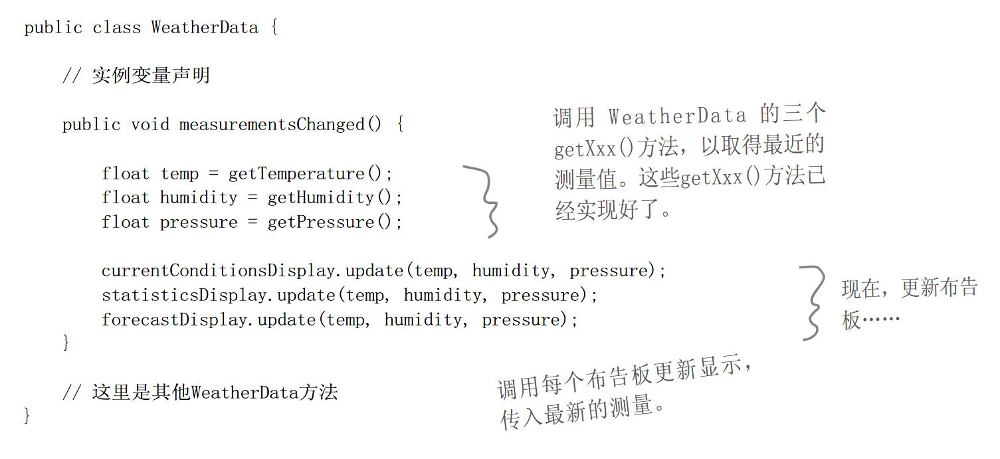 public class WeatherData {
// 实例变量声明
public void measurementsChanged() {
float temp = getTemperature();
float humidity = getHumidity();
float pressure = getPressure();
调用 WeatherData 的三个
getXxx()方法，以取得最近的
测量值。这些getXxx()方法已
经实现好了。
currentConditionsDisplay.update(temp, humidity, pressure);
statisticsDisplay.update(temp, humidity, pressure);
forecastDisplay.update(temp, humidity, pressure);
现在，更新布告
板……
}
调用每个布告板更新显示，
传入最新的测量。
// 这里是其他WeatherData方法
}